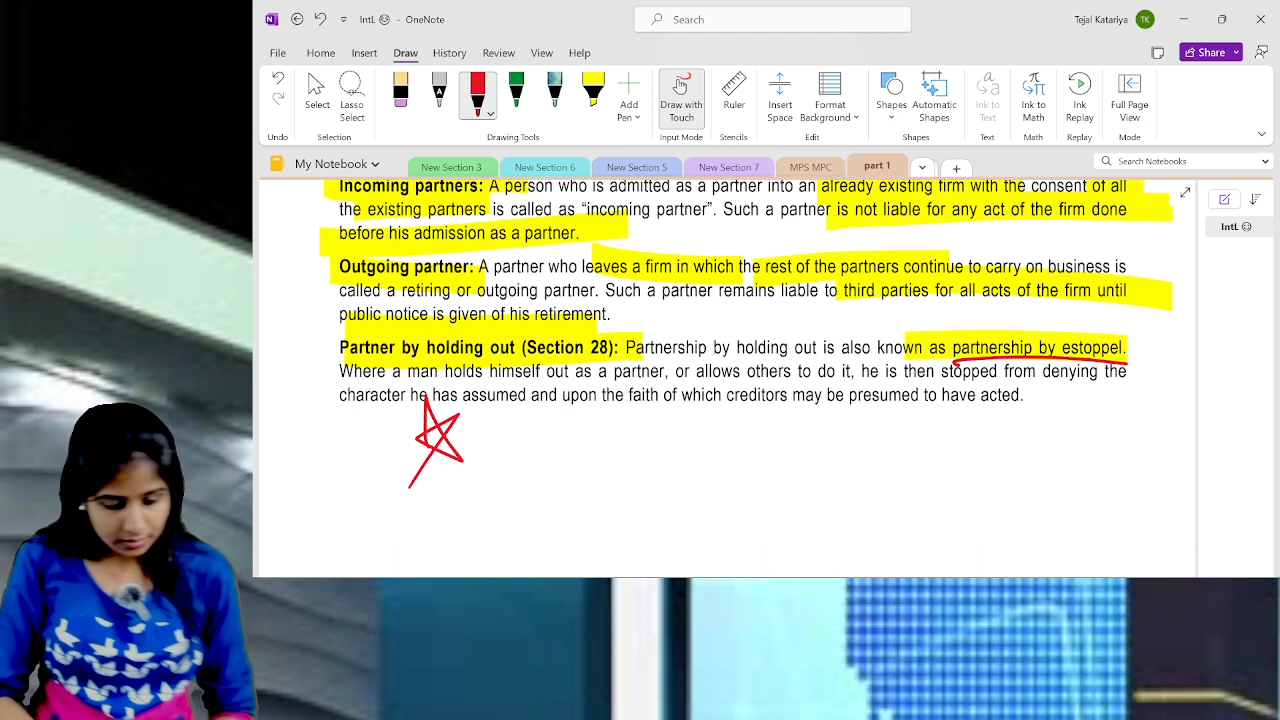 IntL - OneNote
Search
Tejal Katariya TK
File Home Insert Draw History Review View Help Share
Select Lasso Select Add Pen Draw with Touch Ruler Insert Space Format Background Shapes Automatic Shapes Ink to Text Ink to Math Ink Replay Full Page View
Undo Selection Drawing Tools Input Mode Stencils Edit Shapes Text Math Replay Mode
My Notebook New Section 3 New Section 6 New Section 5 New Section 7 MPS MPC part 1 Search Notebooks
IntL
Incoming partners: A person who is admitted as a partner into an already existing firm with the consent of all
the existing partners is called as “incoming partner”. Such a partner is not liable for any act of the firm done
before his admission as a partner.
Outgoing partner: A partner who leaves a firm in which the rest of the partners continue to carry on business is
called a retiring or outgoing partner. Such a partner remains liable to third parties for all acts of the firm until
public notice is given of his retirement.
Partner by holding out (Section 28): Partnership by holding out is also known as partnership by estoppel.
Where a man holds himself out as a partner, or allows others to do it, he is then stopped from denying the
character he has assumed and upon the faith of which creditors may be presumed to have acted.